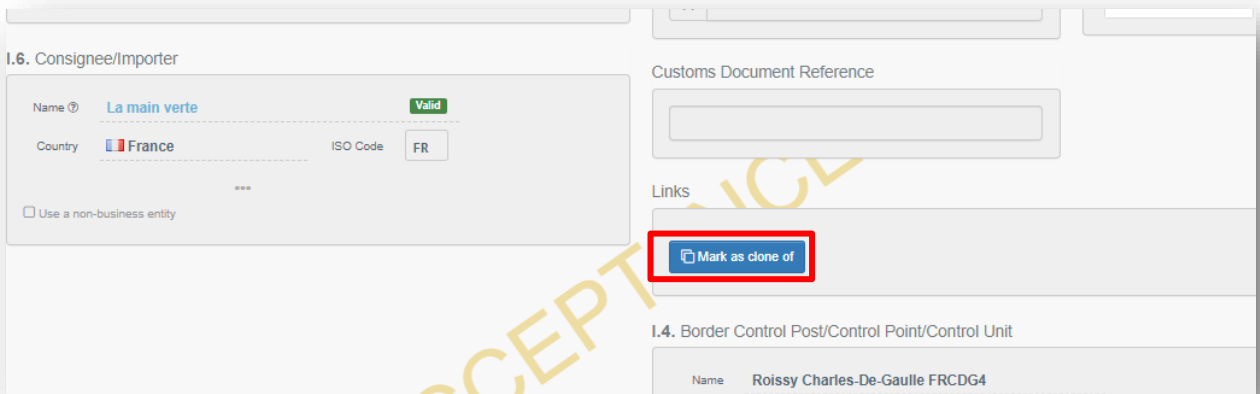 I.6. Consignee/Importer
Name
La main verte
Valid
Country
France
ISO Code
FR
Use a non-business entity
Customs Document Reference
Links
Mark as clone of
I.4. Border Control Post/Control Point/Control Unit
Name
Roissy Charles-De-Gaulle FRCDG4